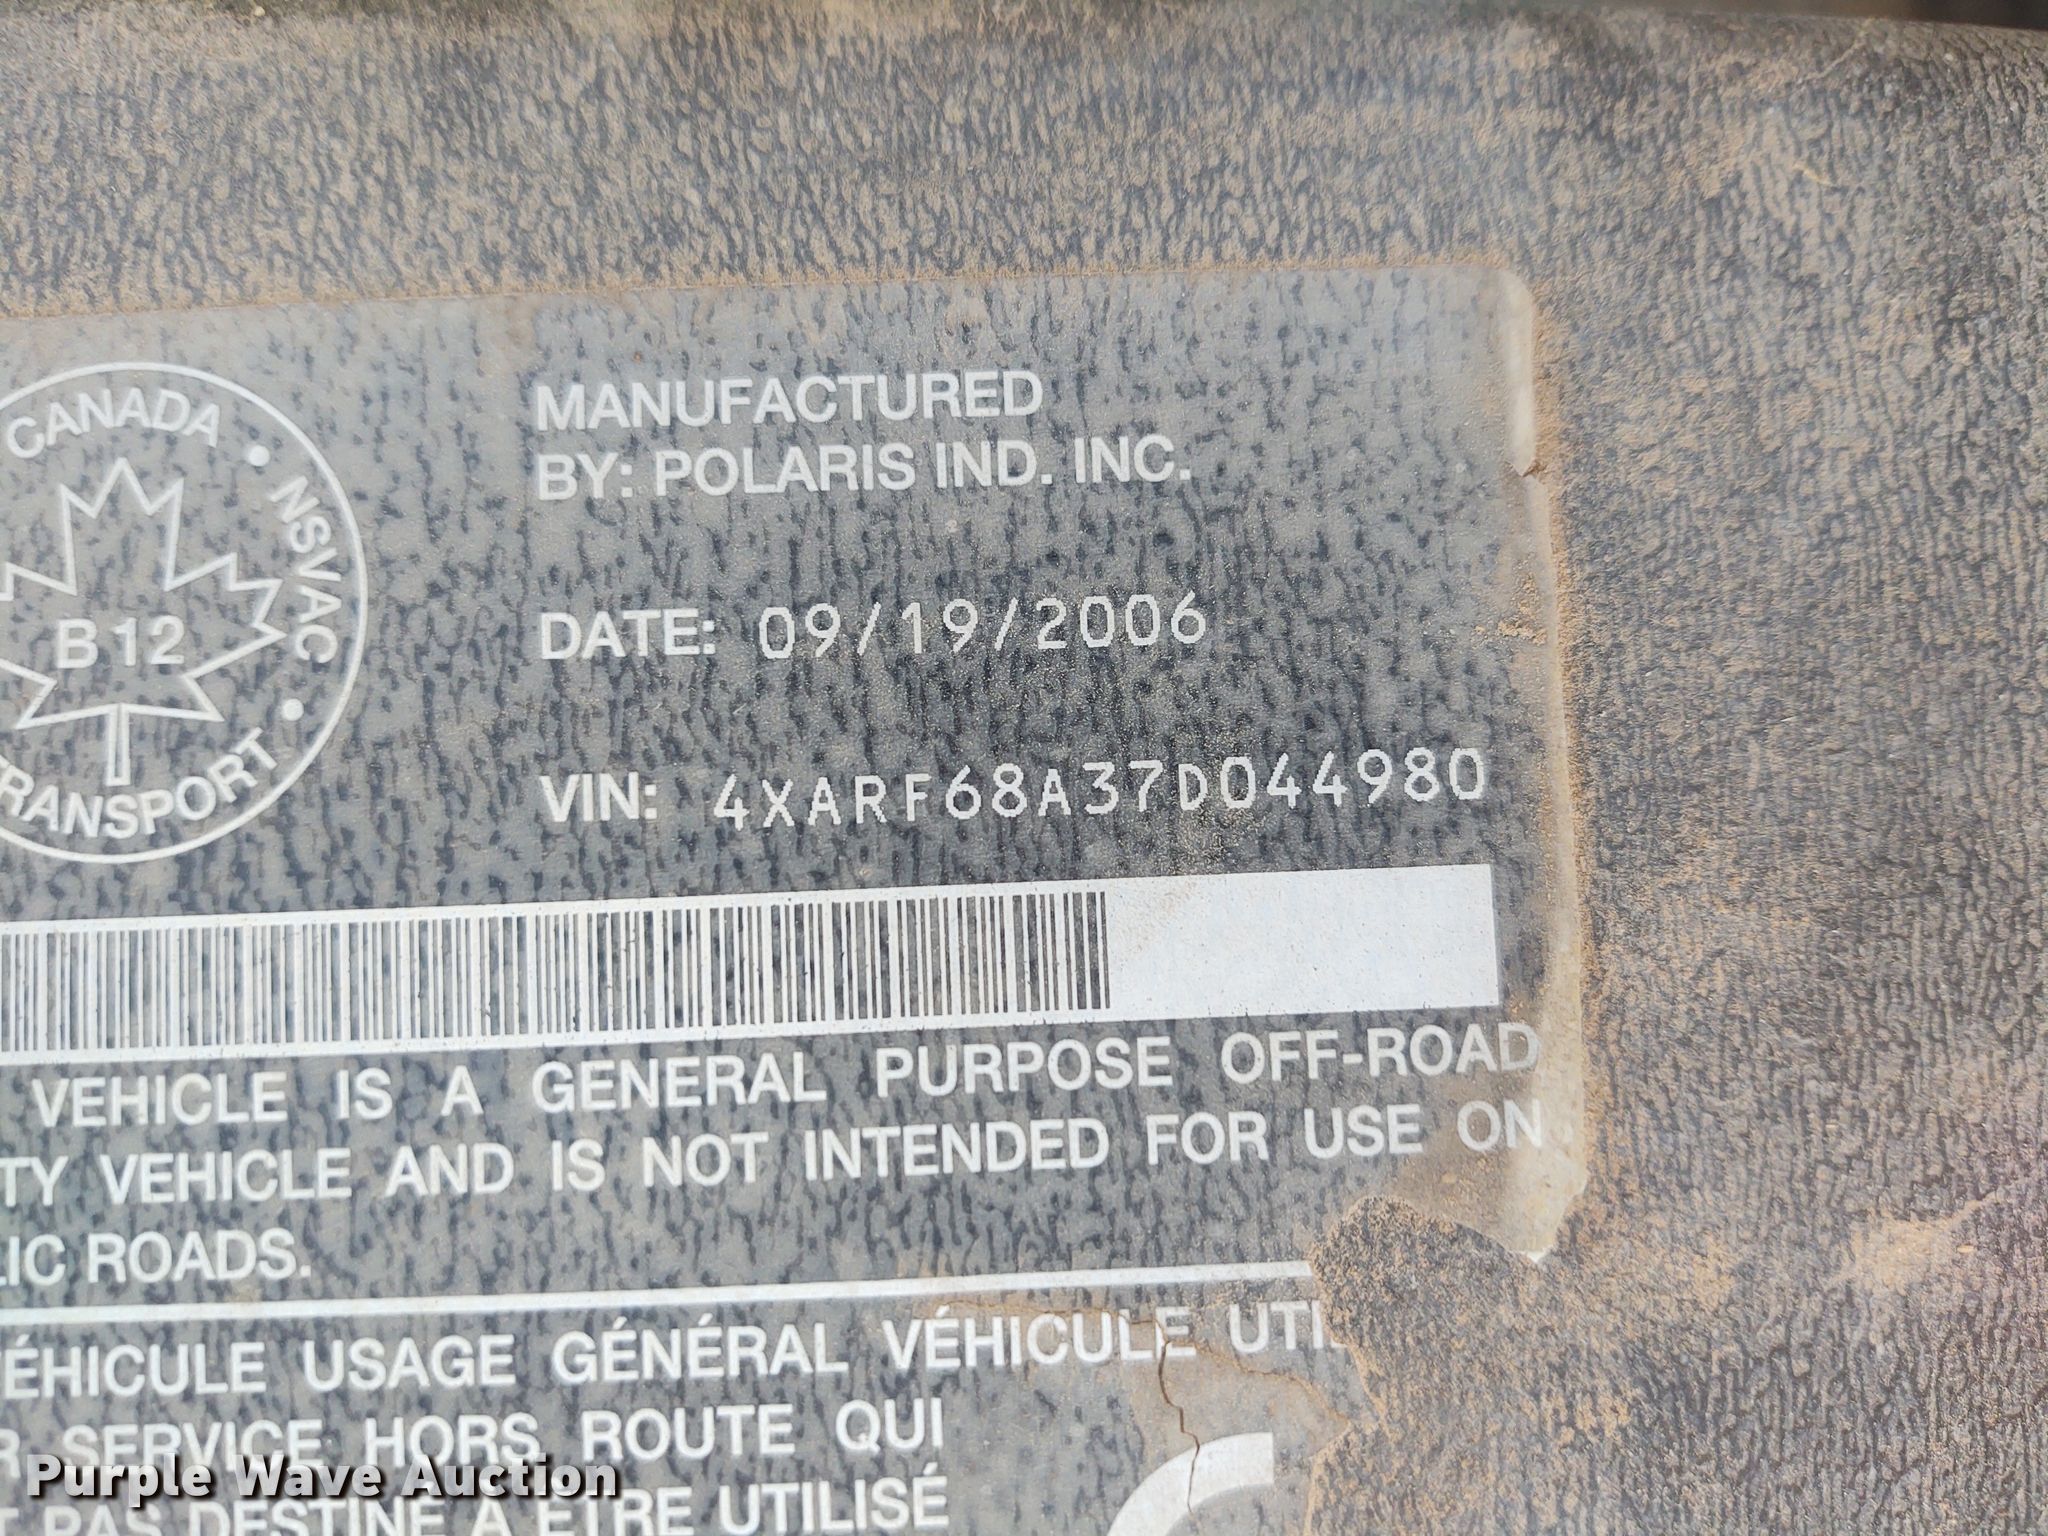 CANADA • NSVAC •
B12
TRANSPORT
MANUFACTURED
BY: POLARIS IND. INC.
DATE: 09/19/2006
VIN: 4XARF68A37D044980
VEHICLE IS A GENERAL PURPOSE OFF-ROAD
TY VEHICLE AND IS NOT INTENDED FOR USE ON
LIC ROADS.
ÉHICULE USAGE GÉNÉRAL VÉHICULE UTI
R SERVICE HORS ROUTE QUI
PAS DESTINÉ A ETRE UTILISÉ
Purple Wave Auction